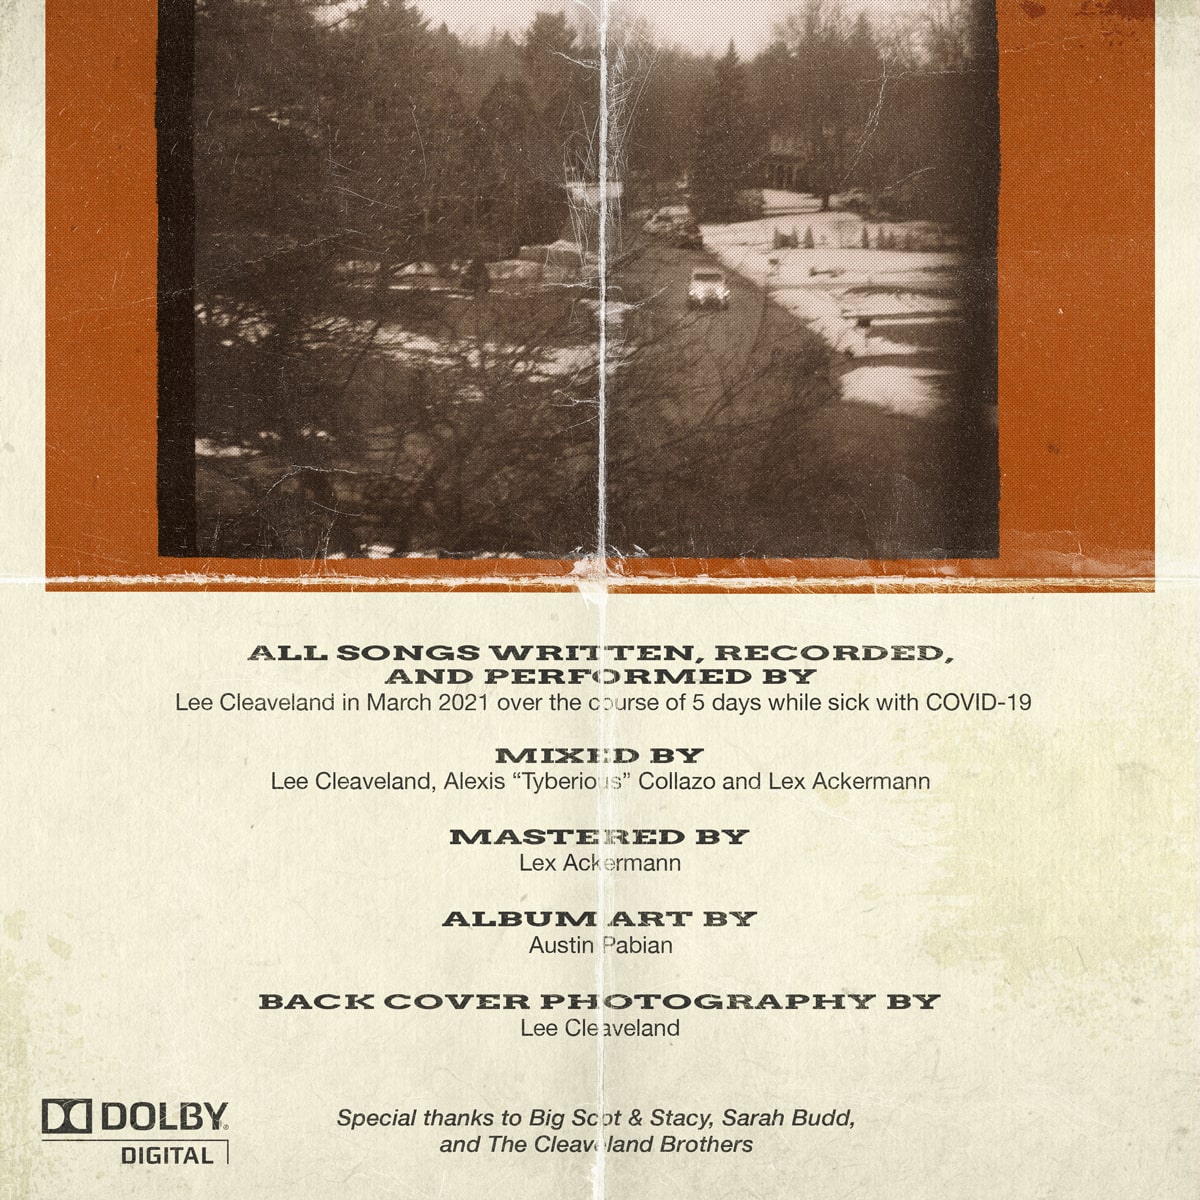 ALL SONGS WRITTEN, RECORDED,
AND PERFORMED BY
Lee Cleaveland in March 2021 over the course of 5 days while sick with COVID-19
MIXED BY
Lee Cleaveland, Alexis “Tyberious” Collazo and Lex Ackermann
MASTERED BY
Lex Ackermann
ALBUM ART BY
Austin Pabian
BACK COVER PHOTOGRAPHY BY
Lee Cleaveland
Special thanks to Big Scot & Stacy, Sarah Budd,
and The Cleaveland Brothers
DOLBY®
DIGITAL